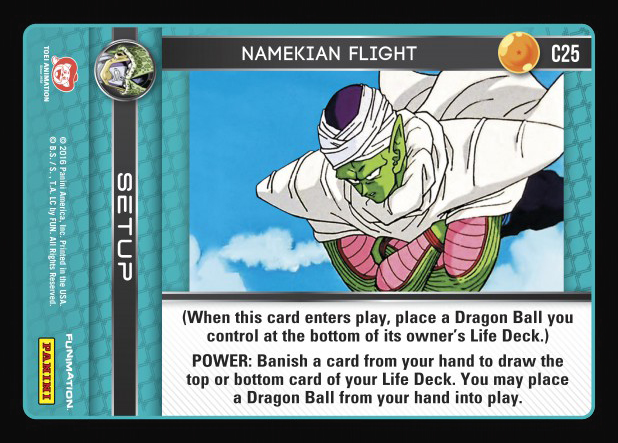 NAMEKIAN FLIGHT
C25
SETUP
(When this card enters play, place a Dragon Ball you
control at the bottom of its owner's Life Deck.)
POWER: Banish a card from your hand to draw the
top or bottom card of your Life Deck. You may place
a Dragon Ball from your hand into play.
TOEI ANIMATION
© 2016 Panini America, Inc. Printed in the USA.
© B.S. / S., T.A. LC by FUN. All Rights Reserved.
FUNIMATION
PANINI